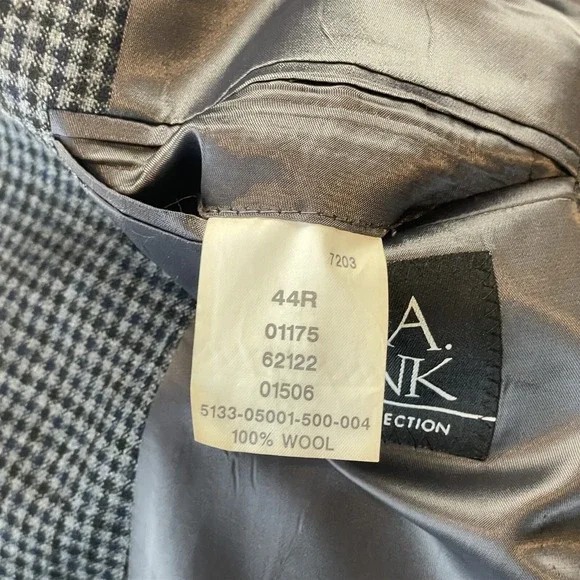 7203
44R
01175
62122
01506
5133-05001-500-004
100% WOOL
A.
NK
ECTION